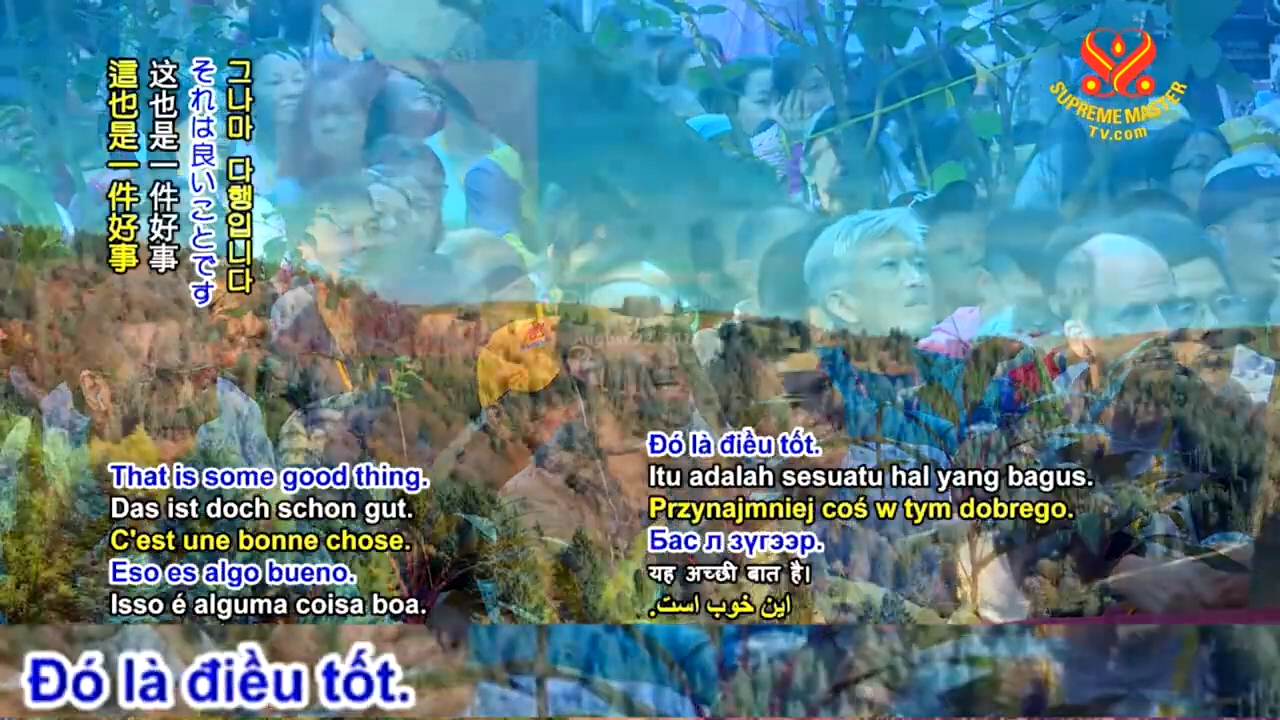 這也是一件好事
这也是一件好事
それは良いことです
그나마 다행입니다
SUPREME MASTER
TV.com
That is some good thing.
Das ist doch schon gut.
C'est une bonne chose.
Eso es algo bueno.
Isso é alguma coisa boa.
Đó là điều tốt.
Itu adalah sesuatu hal yang bagus.
Przynajmniej coś w tym dobrego.
Бас л зүгээр.
यह अच्छी बात है।
این خوب است.
Đó là điều tốt.